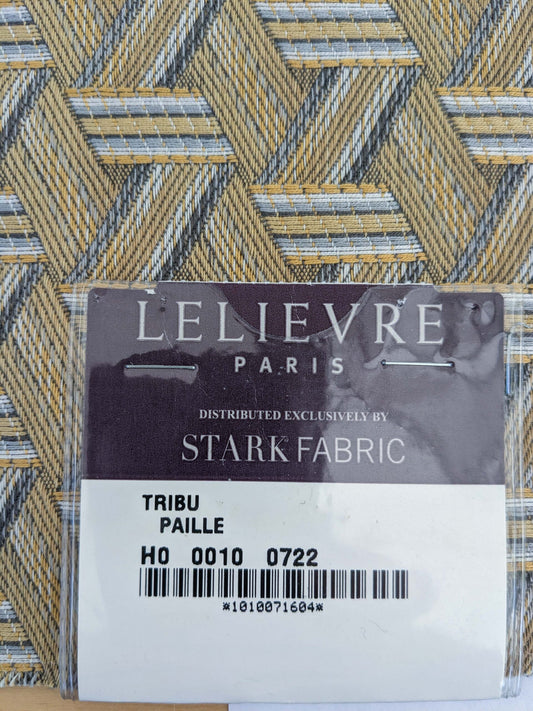 LELIEVRE
PARIS
DISTRIBUTED EXCLUSIVELY BY
STARK FABRIC
TRIBU
PAILLE
H0 0010 0722
*1010071604*